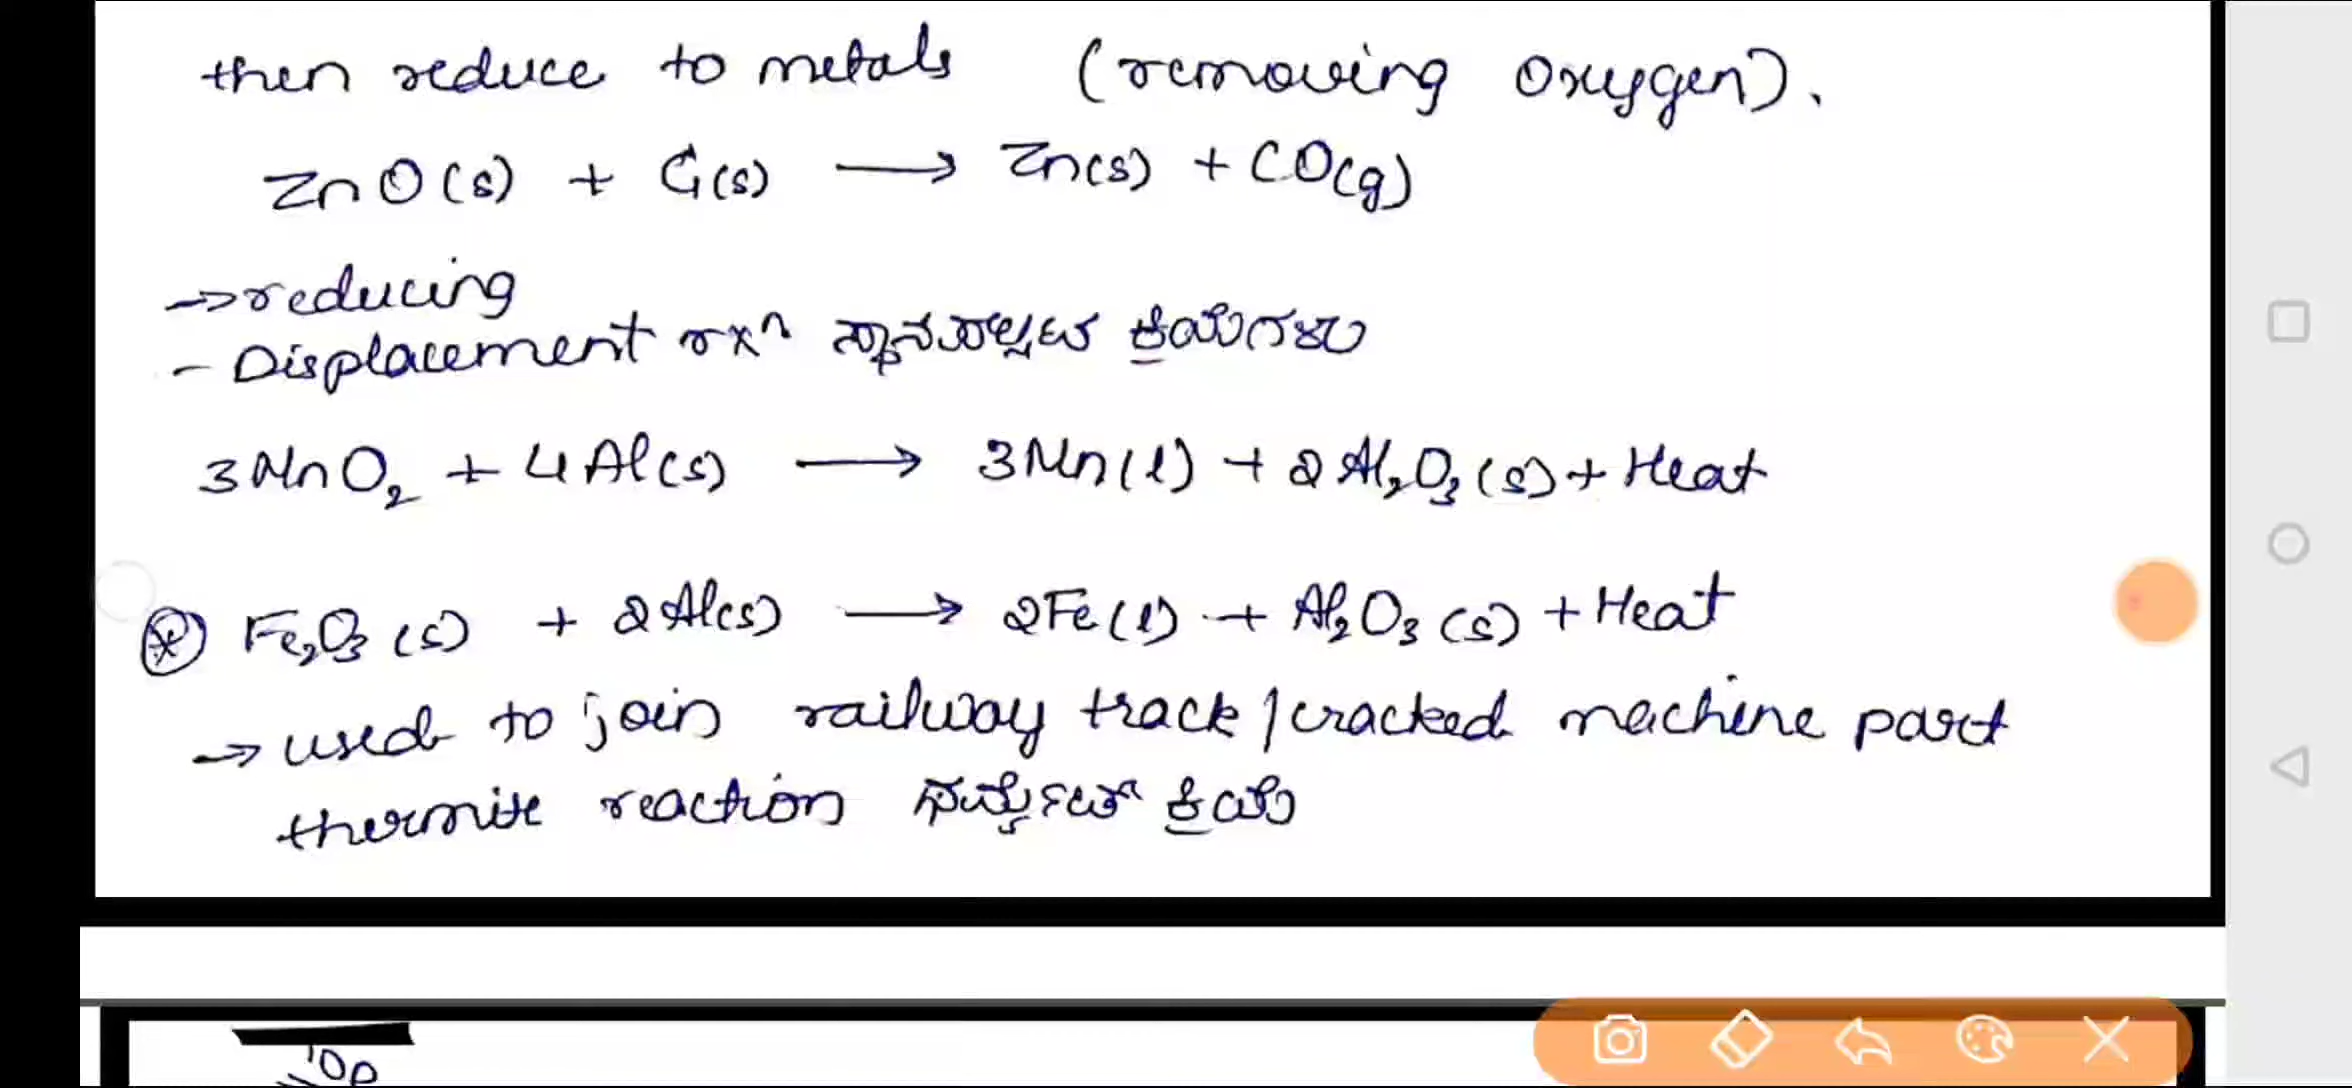 then reduce to metals (removing oxygen).
ZnO(s) + C(s) → Zn(s) + CO(g)
→ reducing
- Displacement rxn ಸ್ಥಾನಪಲ್ಲಟ ಕ್ರಿಯೆಗಳು
3MnO₂ + 4Al(s) → 3Mn(l) + 2Al₂O₃(s) + Heat
* Fe₂O₃(s) + 2Al(s) → 2Fe(l) + Al₂O₃(s) + Heat
→ used to join railway track / cracked machine part
thermite reaction ಥರ್ಮೈಟ್ ಕ್ರಿಯೆ